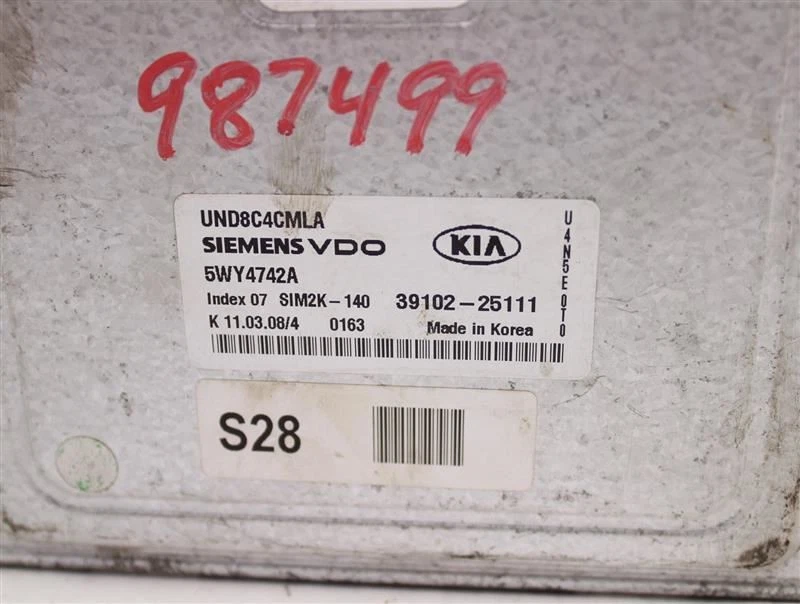 987499
UND8C4CMLA
SIEMENS VDO
KIA
5WY4742A
Index 07 SIM2K-140 39102-25111
K 11.03.08/4 0163 Made in Korea
U4N5E0T0
S28